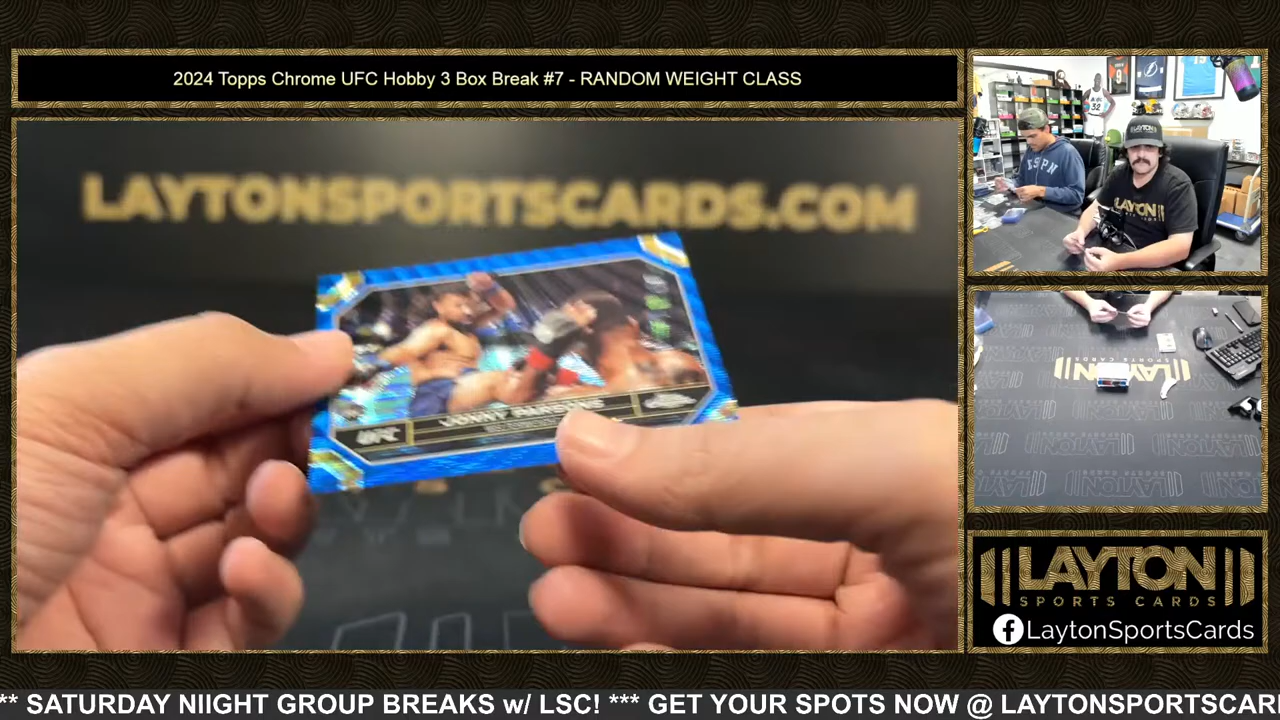 2024 Topps Chrome UFC Hobby 3 Box Break #7 - RANDOM WEIGHT CLASS
LAYTONSPORTSCARDS.COM
UFC
LAYTON
SPORTS CARDS
LaytonSportsCards
** SATURDAY NIIGHT GROUP BREAKS w/ LSC! *** GET YOUR SPOTS NOW @ LAYTONSPORTSCAR